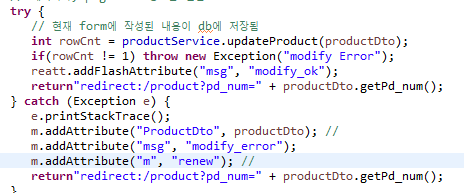 try {
// 현재 form에 작성된 내용이 db에 저장됨
int rowCnt = productService.updateProduct(productDto);
if(rowCnt != 1) throw new Exception("modify Error");
reatt.addFlashAttribute("msg", "modify_ok");
return"redirect:/product?pd_num=" + productDto.getPd_num();
} catch (Exception e) {
e.printStackTrace();
m.addAttribute("ProductDto", productDto); //
m.addAttribute("msg", "modify_error");
m.addAttribute("m", "renew"); //
return"redirect:/product?pd_num=" + productDto.getPd_num();
}